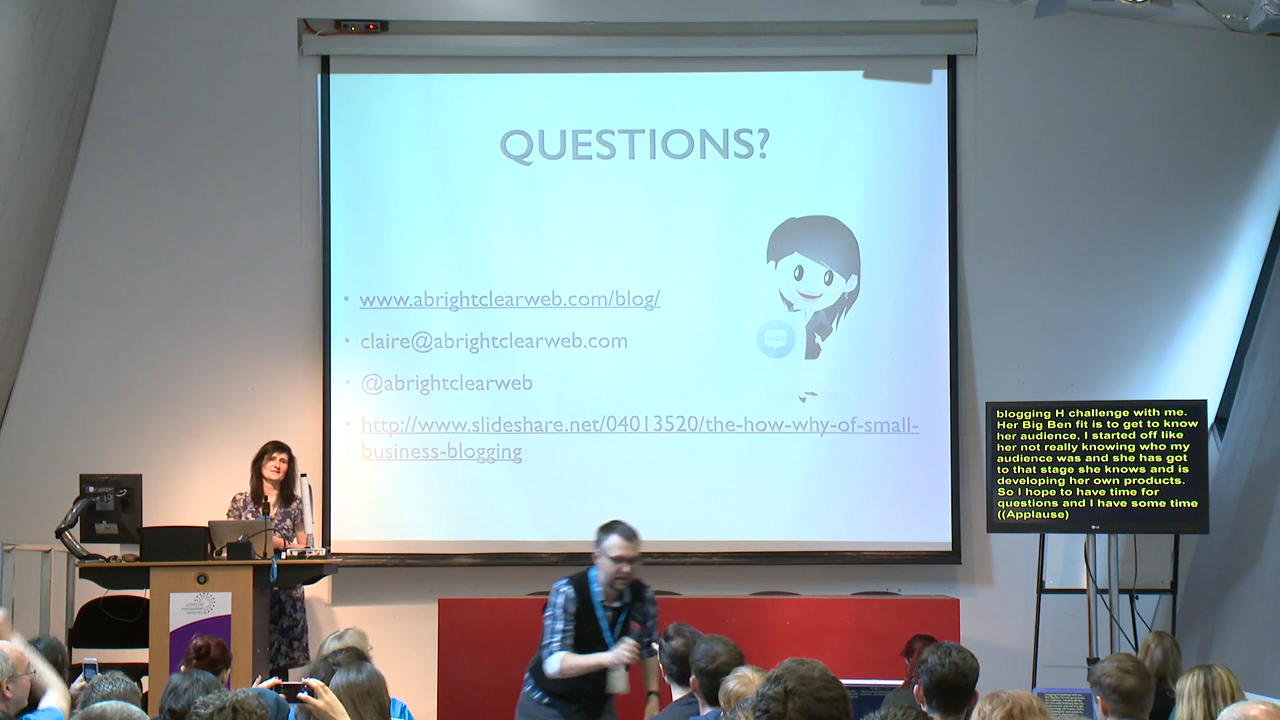 QUESTIONS?
• www.abrightclearweb.com/blog/
• claire@abrightclearweb.com
• @abrightclearweb
• http://www.slideshare.net/04013520/the-how-why-of-small-
business-blogging
blogging H challenge with me.
Her Big Ben fit is to get to know
her audience, I started off like
her not really knowing who my
audience was and she has got
to that stage she knows and is
developing her own products.
So I hope to have time for
questions and I have some time
((Applause)
LG